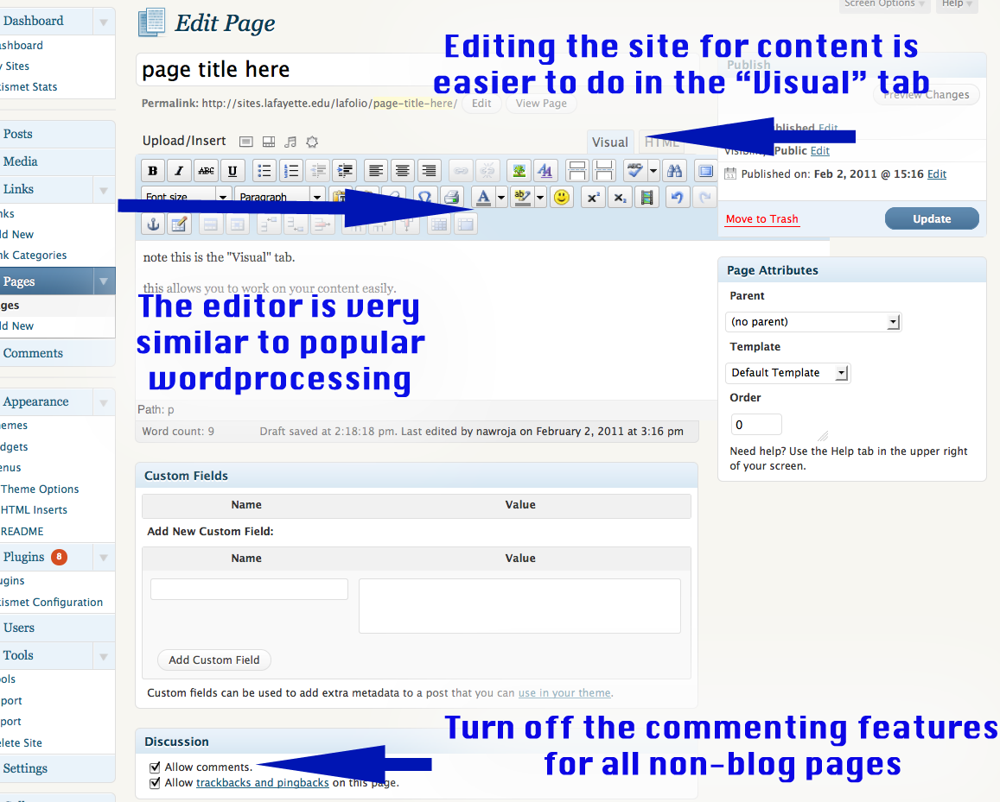 Screen Options
Help
Dashboard
ashboard
y Sites
kismet Stats
Posts
Media
Links
nks
dd New
nk Categories
Pages
ges
dd New
Comments
Appearance
emes
dgets
enus
Theme Options
HTML Inserts
README
Plugins 8
ugins
kismet Configuration
Users
Tools
ols
port
port
elete Site
Settings
Edit Page
page title here
Permalink: http://sites.lafayette.edu/lafolio/page-title-here/ Edit View Page
Editing the site for content is
easier to do in the “Visual” tab
Upload/Insert
Visual
HTML
B I ABC U
ABC
Font size
Paragraph
note this is the "Visual" tab.
this allows you to work on your content easily.
The editor is very
similar to popular
wordprocessing
Path: p
Word count: 9
Draft saved at 2:18:18 pm. Last edited by nawroja on February 2, 2011 at 3:16 pm
Publish
Preview Changes
blished Edit
Public Edit
Published on: Feb 2, 2011 @ 15:16 Edit
Move to Trash
Update
Page Attributes
Parent
(no parent)
Template
Default Template
Order
0
Need help? Use the Help tab in the upper right
of your screen.
Custom Fields
Name Value
Add New Custom Field:
Name Value
Add Custom Field
Custom fields can be used to add extra metadata to a post that you can use in your theme.
Discussion
Allow comments.
Allow trackbacks and pingbacks on this page.
Turn off the commenting features
for all non-blog pages